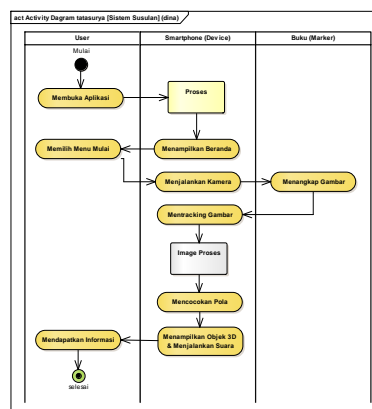 act Activity Dagram tatasurya [Sistem Susulan] (dina)
User
Smartphone (Device)
Buku (Marker)
Mulai
Membuka Aplikasi
Proses
Memilih Menu Mulai
Menampilkan Beranda
Menjalankan Kamera
Menangkap Gambar
Mentracking Gambar
Image Proses
Mencocokan Pola
Mendapatkan Informasi
Menampilkan Objek 3D
& Menjalankan Suara
selesai